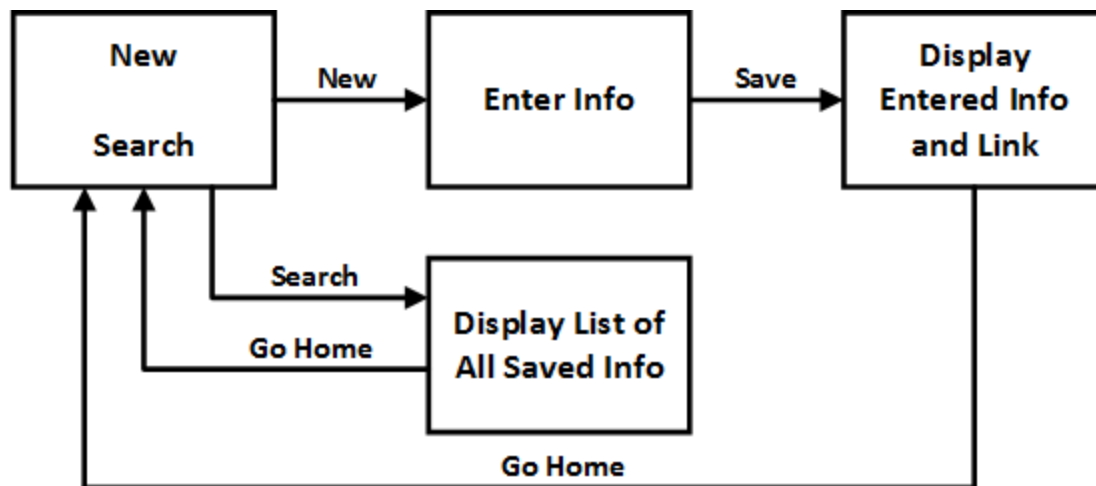 New
Search
New
Enter Info
Save
Display
Entered Info
and Link
Search
Display List of
All Saved Info
Go Home
Go Home